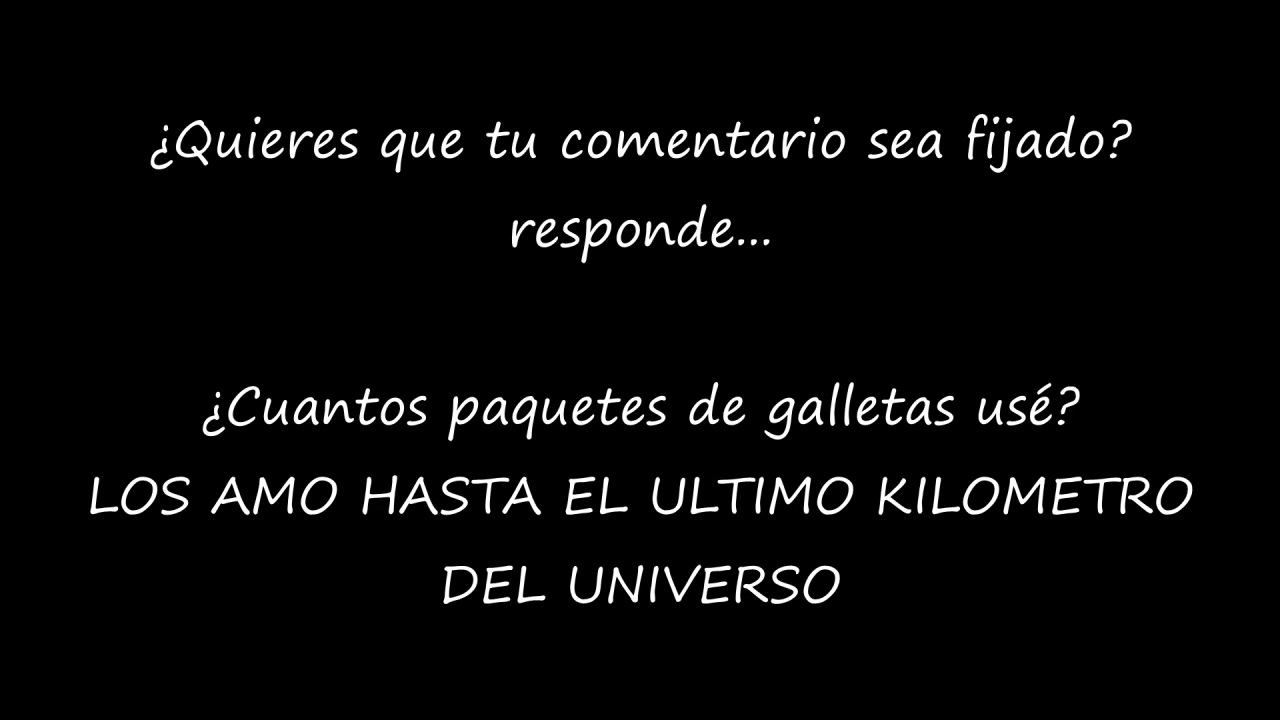 ¿Quieres que tu comentario sea fijado?
responde...
¿Cuantos paquetes de galletas usé?
LOS AMO HASTA EL ULTIMO KILOMETRO
DEL UNIVERSO